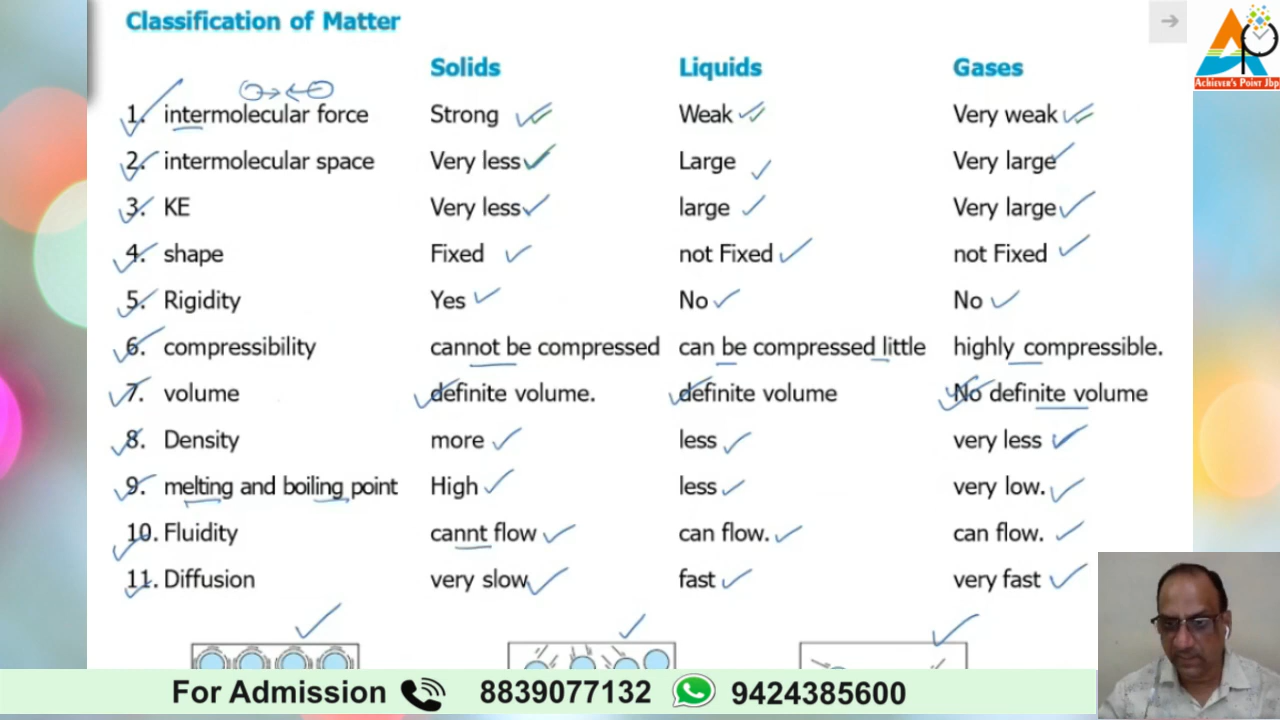 Classification of Matter
Solids Liquids Gases
1. intermolecular force Strong Weak Very weak
2. intermolecular space Very less Large Very large
3. KE Very less large Very large
4. shape Fixed not Fixed not Fixed
5. Rigidity Yes No No
6. compressibility cannot be compressed can be compressed little highly compressible.
7. volume definite volume. definite volume No definite volume
8. Density more less very less
9. melting and boiling point High less very low.
10. Fluidity cannt flow can flow. can flow.
11. Diffusion very slow fast very fast
ACHIEVER'S POINT JBP
For Admission 8839077132 9424385600